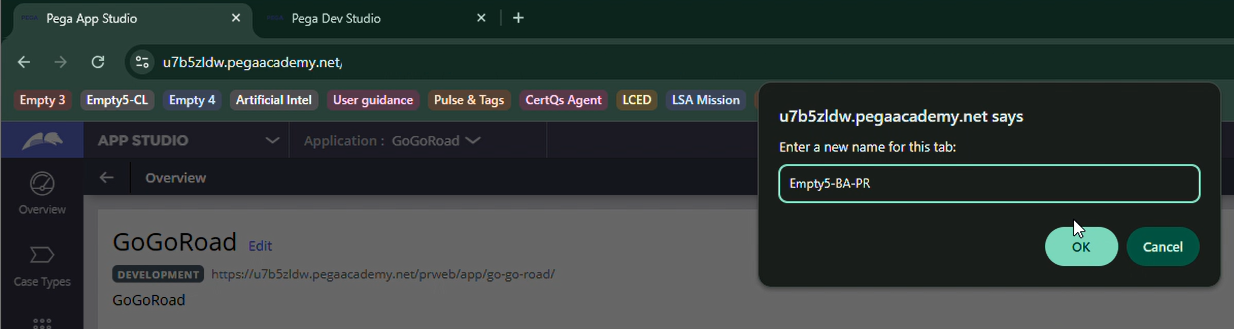 Pega App Studio
Pega Dev Studio
u7b5zldw.pegaacademy.net/
Empty 3 Empty5-CL Empty 4 Artificial Intel User guidance Pulse & Tags CertQs Agent LCED LSA Mission
u7b5zldw.pegaacademy.net says
Enter a new name for this tab:
Empty5-BA-PR
OK Cancel
APP STUDIO Application : GoGoRoad
Overview
Overview
Case Types
GoGoRoad Edit
DEVELOPMENT https://u7b5zldw.pegaacademy.net/prweb/app/go-go-road/
GoGoRoad